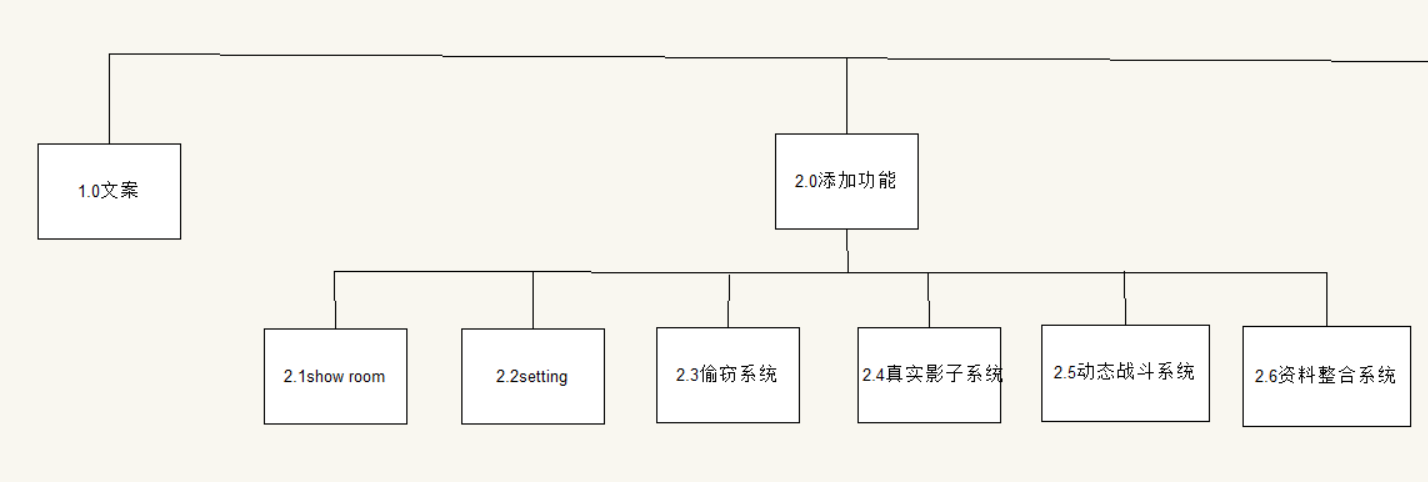 1.0文案
2.0添加功能
2.1show room
2.2setting
2.3偷窃系统
2.4真实影子系统
2.5动态战斗系统
2.6资料整合系统